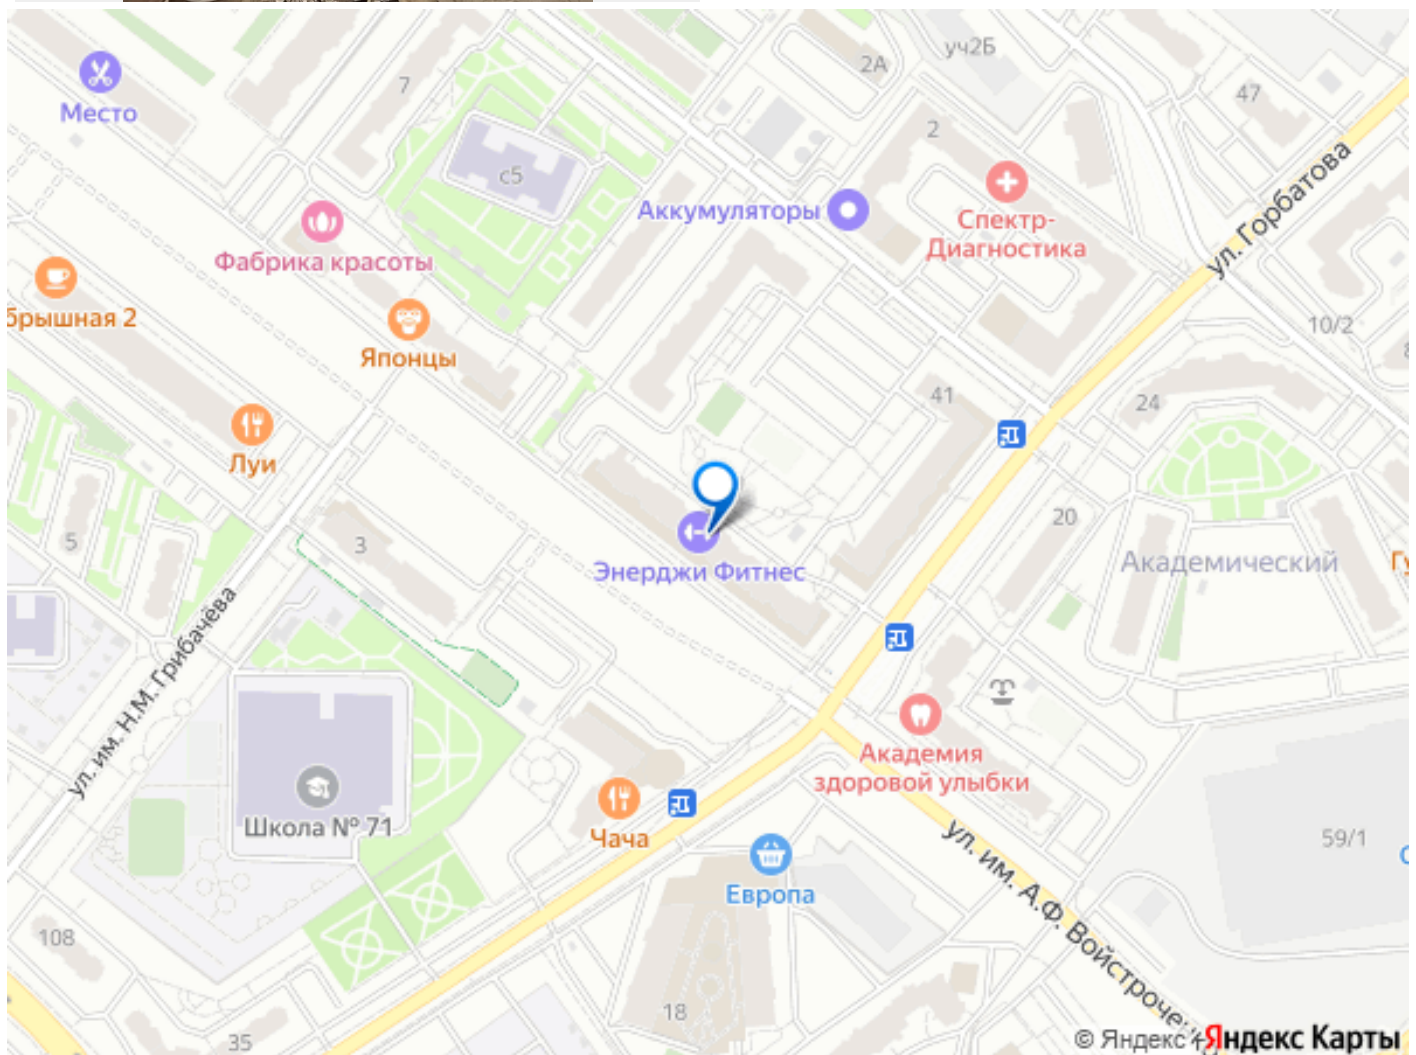 уч2Б
2А
7
47
Место
2
с5
ул. Горбатова
Аккумуляторы
Спектр-
Диагностика
Фабрика красоты
брышная 2
10/2
Японцы
41
24
Луи
20
5
3
Энерджи Фитнес
Академический
ул. им. Н.М. Грибачёва
Академия
здоровой улыбки
Школа № 71
Чача
59/1
ул. им. А.Ф. Войстроче
Европа
108
18
35
© Яндекс
Яндекс Карты